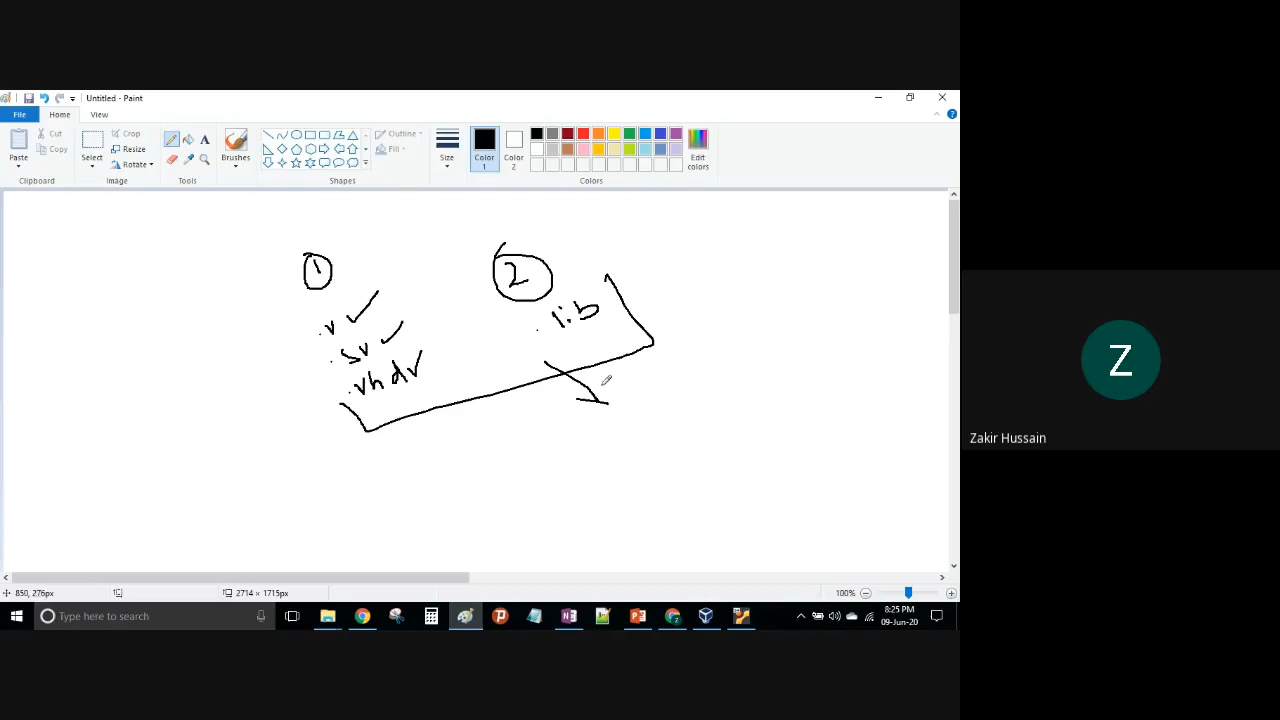 Untitled - Paint
File Home View
Cut
Copy
Paste
Clipboard
Crop
Resize
Rotate
Select
Image
Tools
Brushes
Outline
Fill
Shapes
Size
Color 1
Color 2
Edit colors
Colors
1
2
.v
.sv
.lib
Z
Zakir Hussain
850, 276px
2714 × 1715px
100%
Type here to search
8:25 PM
09-Jun-20